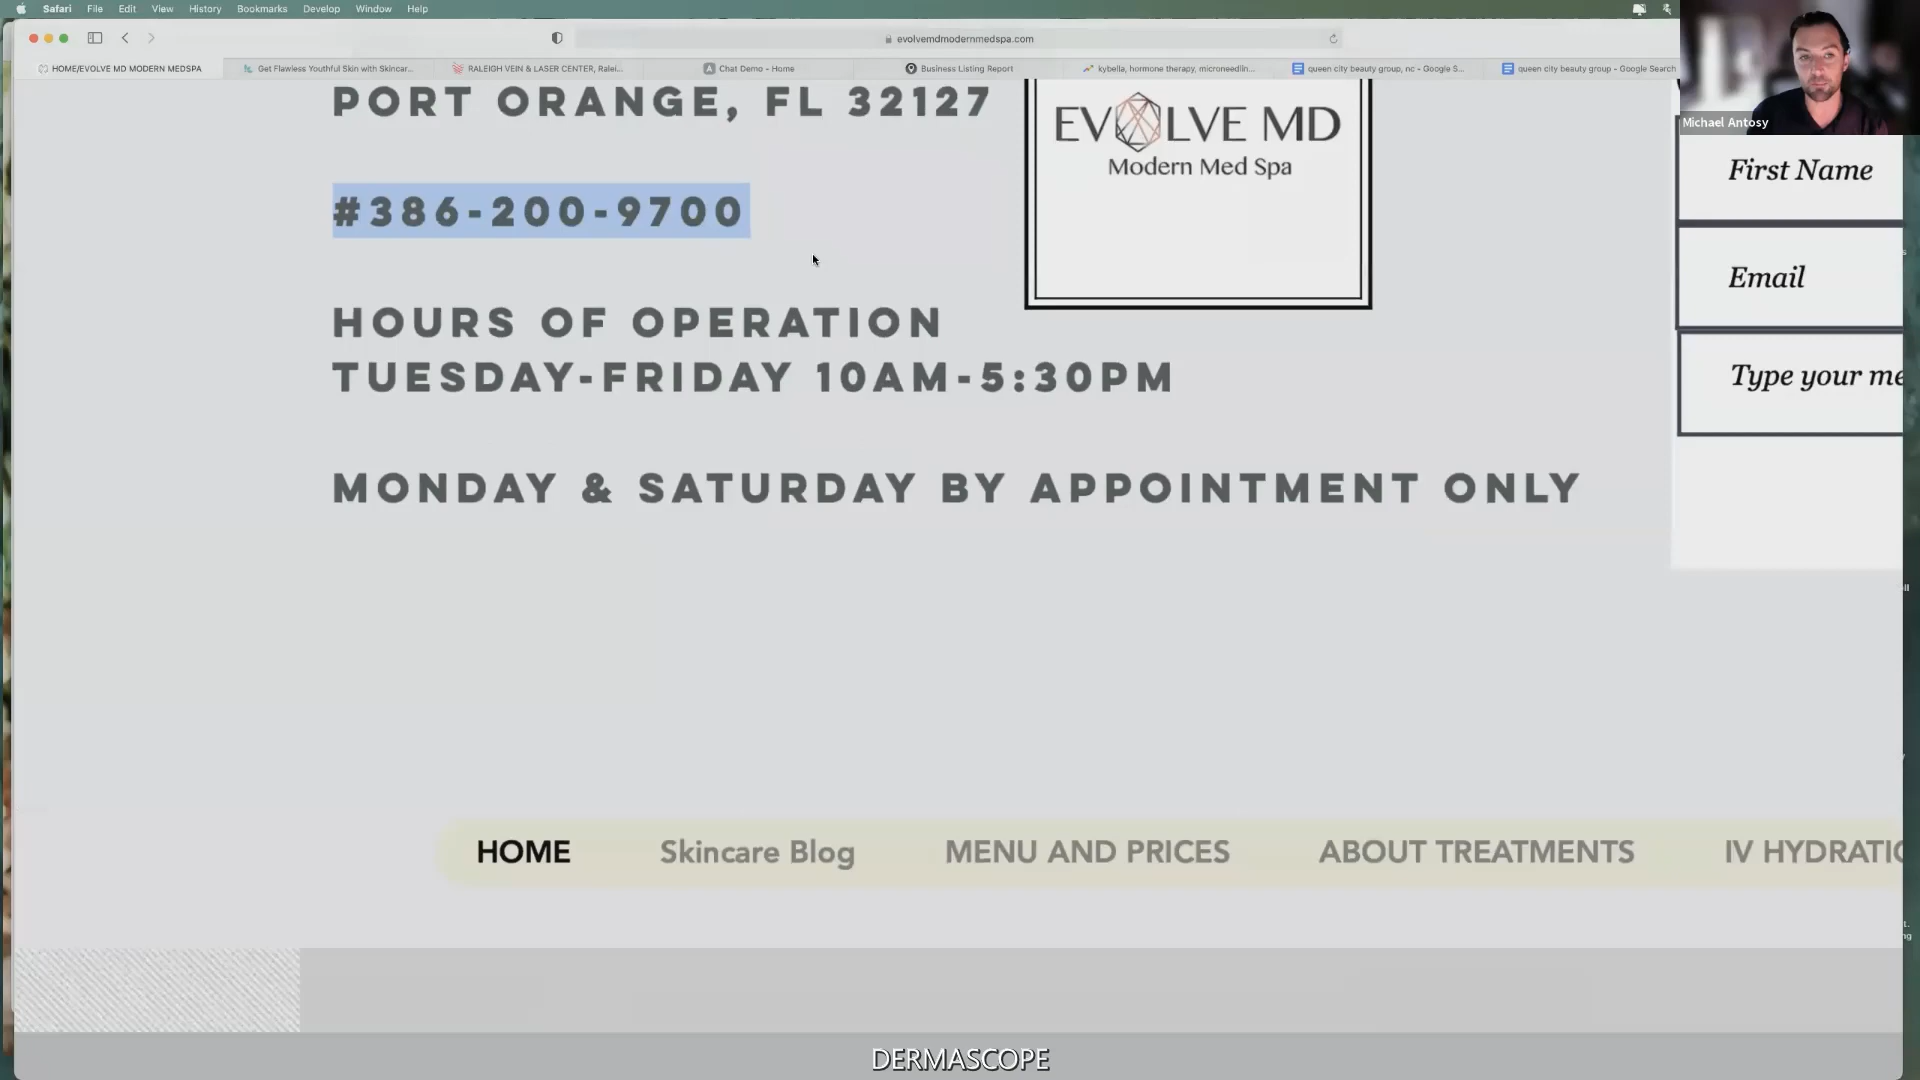 Safari File Edit View History Bookmarks Develop Window Help
evolvemdmodernmedspa.com
HOME/EVOLVE MD MODERN MEDSPA
Get Flawless Youthful Skin with Skincar...
RALEIGH VEIN & LASER CENTER, Ralei...
Chat Demo - Home
Business Listing Report
kybella, hormone therapy, microneedlin...
queen city beauty group, nc - Google S...
queen city beauty group - Google Search
Michael Antosy
PORT ORANGE, FL 32127
EVOLVE MD
Modern Med Spa
#386-200-9700
HOURS OF OPERATION
TUESDAY-FRIDAY 10AM-5:30PM
MONDAY & SATURDAY BY APPOINTMENT ONLY
First Name
Email
Type your me
HOME Skincare Blog MENU AND PRICES ABOUT TREATMENTS IV HYDRATIO
DERMASCOPE